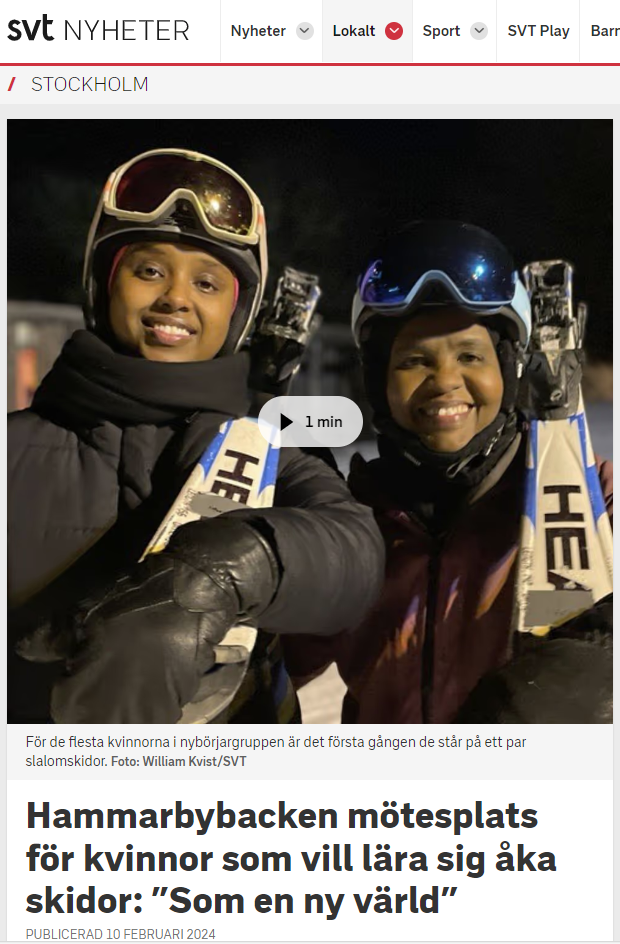 svt NYHETER
Nyheter
Lokalt
Sport
SVT Play
Barn
/ STOCKHOLM
1 min
HE
HEA
För de flesta kvinnorna i nybörjargruppen är det första gången de står på ett par
slalomskidor. Foto: William Kvist/SVT
Hammarbybacken mötesplats
för kvinnor som vill lära sig åka
skidor: ”Som en ny värld”
PUBLICERAD 10 FEBRUARI 2024